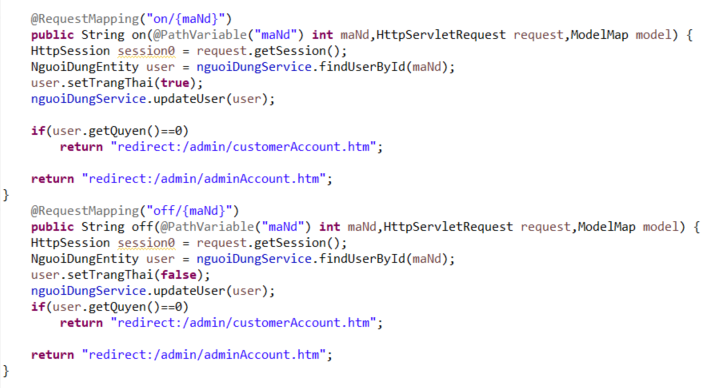 @RequestMapping("on/{maNd}")
public String on(@PathVariable("maNd") int maNd,HttpServletRequest request,ModelMap model) {
HttpSession session0 = request.getSession();
NguoiDungEntity user = nguoiDungService.findUserById(maNd);
user.setTrangThai(true);
nguoiDungService.updateUser(user);
if(user.getQuyen()==0)
return "redirect:/admin/customerAccount.htm";
return "redirect:/admin/adminAccount.htm";
}
@RequestMapping("off/{maNd}")
public String off(@PathVariable("maNd") int maNd,HttpServletRequest request,ModelMap model) {
HttpSession session0 = request.getSession();
NguoiDungEntity user = nguoiDungService.findUserById(maNd);
user.setTrangThai(false);
nguoiDungService.updateUser(user);
if(user.getQuyen()==0)
return "redirect:/admin/customerAccount.htm";
return "redirect:/admin/adminAccount.htm";
}